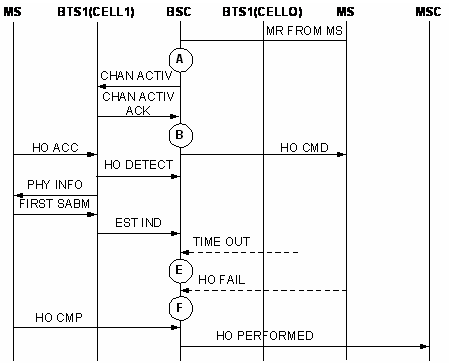 MS BTS1(CELL1) BSC BTS1(CELLO) MS MSC
MR FROM MS
A
CHAN ACTIV
CHAN ACTIV
ACK
B
HO ACC HO CMD
HO DETECT
PHY INFO
FIRST SABM
EST IND
TIME OUT
E
HO FAIL
F
HO CMP
HO PERFORMED